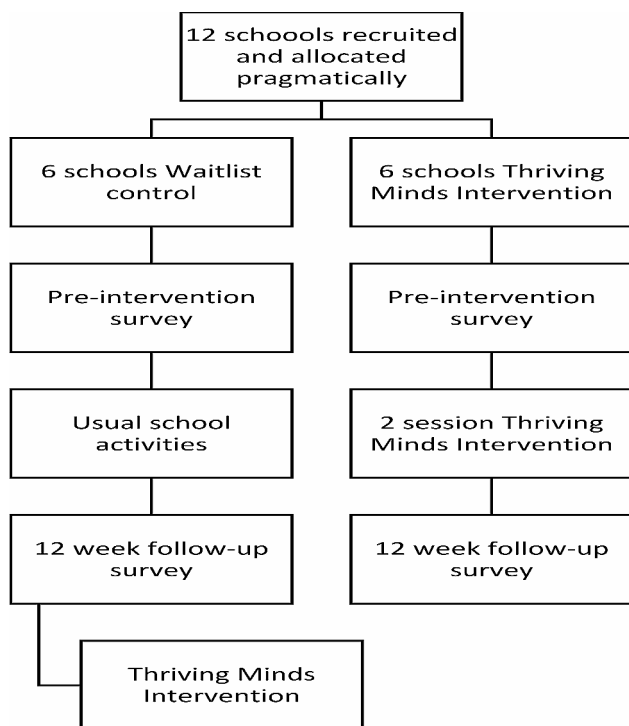 12 schoools recruited
and allocated
pragmatically
6 schools Waitlist
control
6 schools Thriving
Minds Intervention
Pre-intervention
survey
Pre-intervention
survey
Usual school
activities
2 session Thriving
Minds Intervention
12 week follow-up
survey
12 week follow-up
survey
Thriving Minds
Intervention